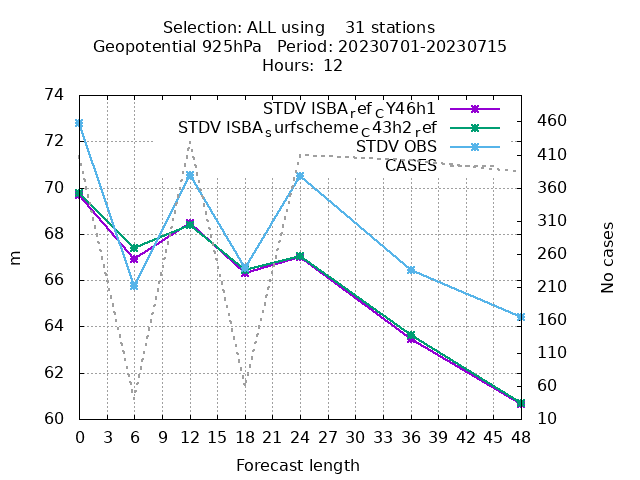 Selection: ALL using    31 stations
Geopotential 925hPa   Period: 20230701-20230715
Hours: 12
STDV ISBA_ref_CY46h1
STDV ISBA_surfscheme_C43h2_ref
STDV OBS
CASES
74
72
70
68
66
64
62
60
m
460
410
360
310
260
210
160
110
60
10
No cases
0 3 6 9 12 15 18 21 24 27 30 33 36 39 42 45 48
Forecast length